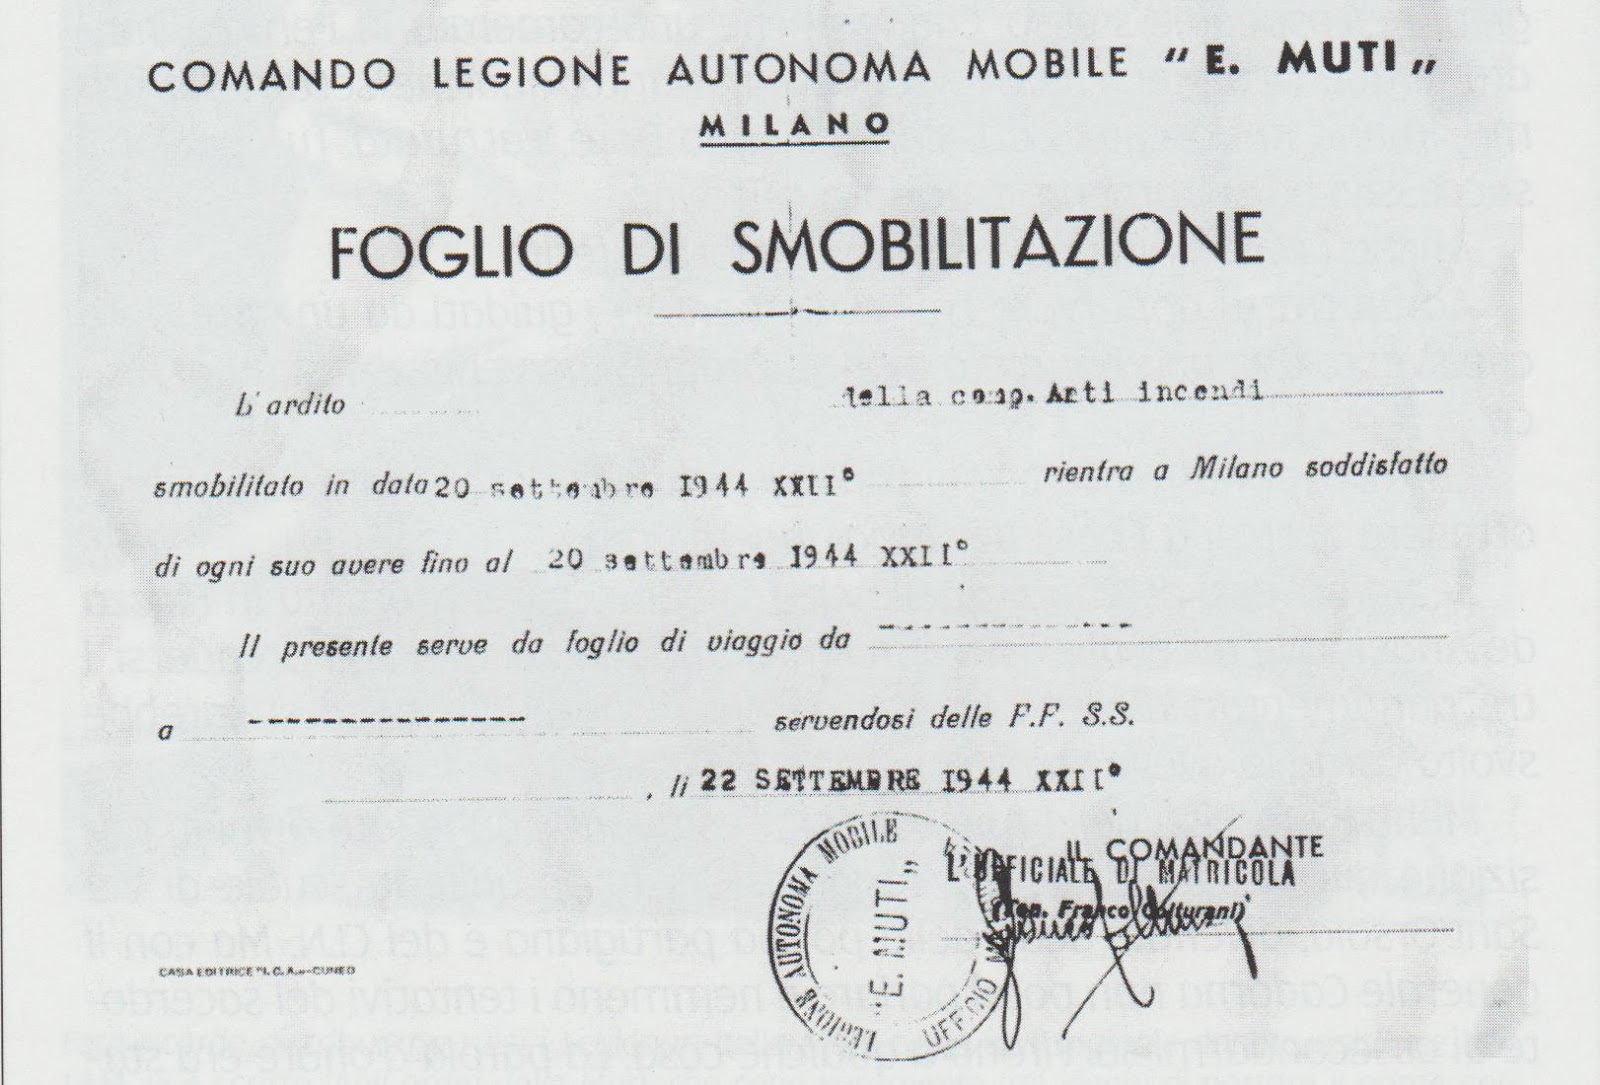 COMANDO LEGIONE AUTONOMA MOBILE "E. MUTI„
MILANO
FOGLIO DI SMOBILITAZIONE
L'ardito della comp. Anti incendi
smobilitato in data 20 settembre 1944 XXII° rientra a Milano soddisfatto
di ogni suo avere fino al 20 settembre 1944 XXII°
Il presente serve da foglio di viaggio da --------------
a ---------------- servendosi delle F.F. S.S.
, li 22 SETTEMBRE 1944 XXII°
IL COMANDANTE
L'UFFICIALE DI MATRICOLA
(Ten. Franco
LEGIONE AUTONOMA MOBILE
"E. MUTI„
UFFICIO
CASA EDITRICE "I.C.A."-CUNEO